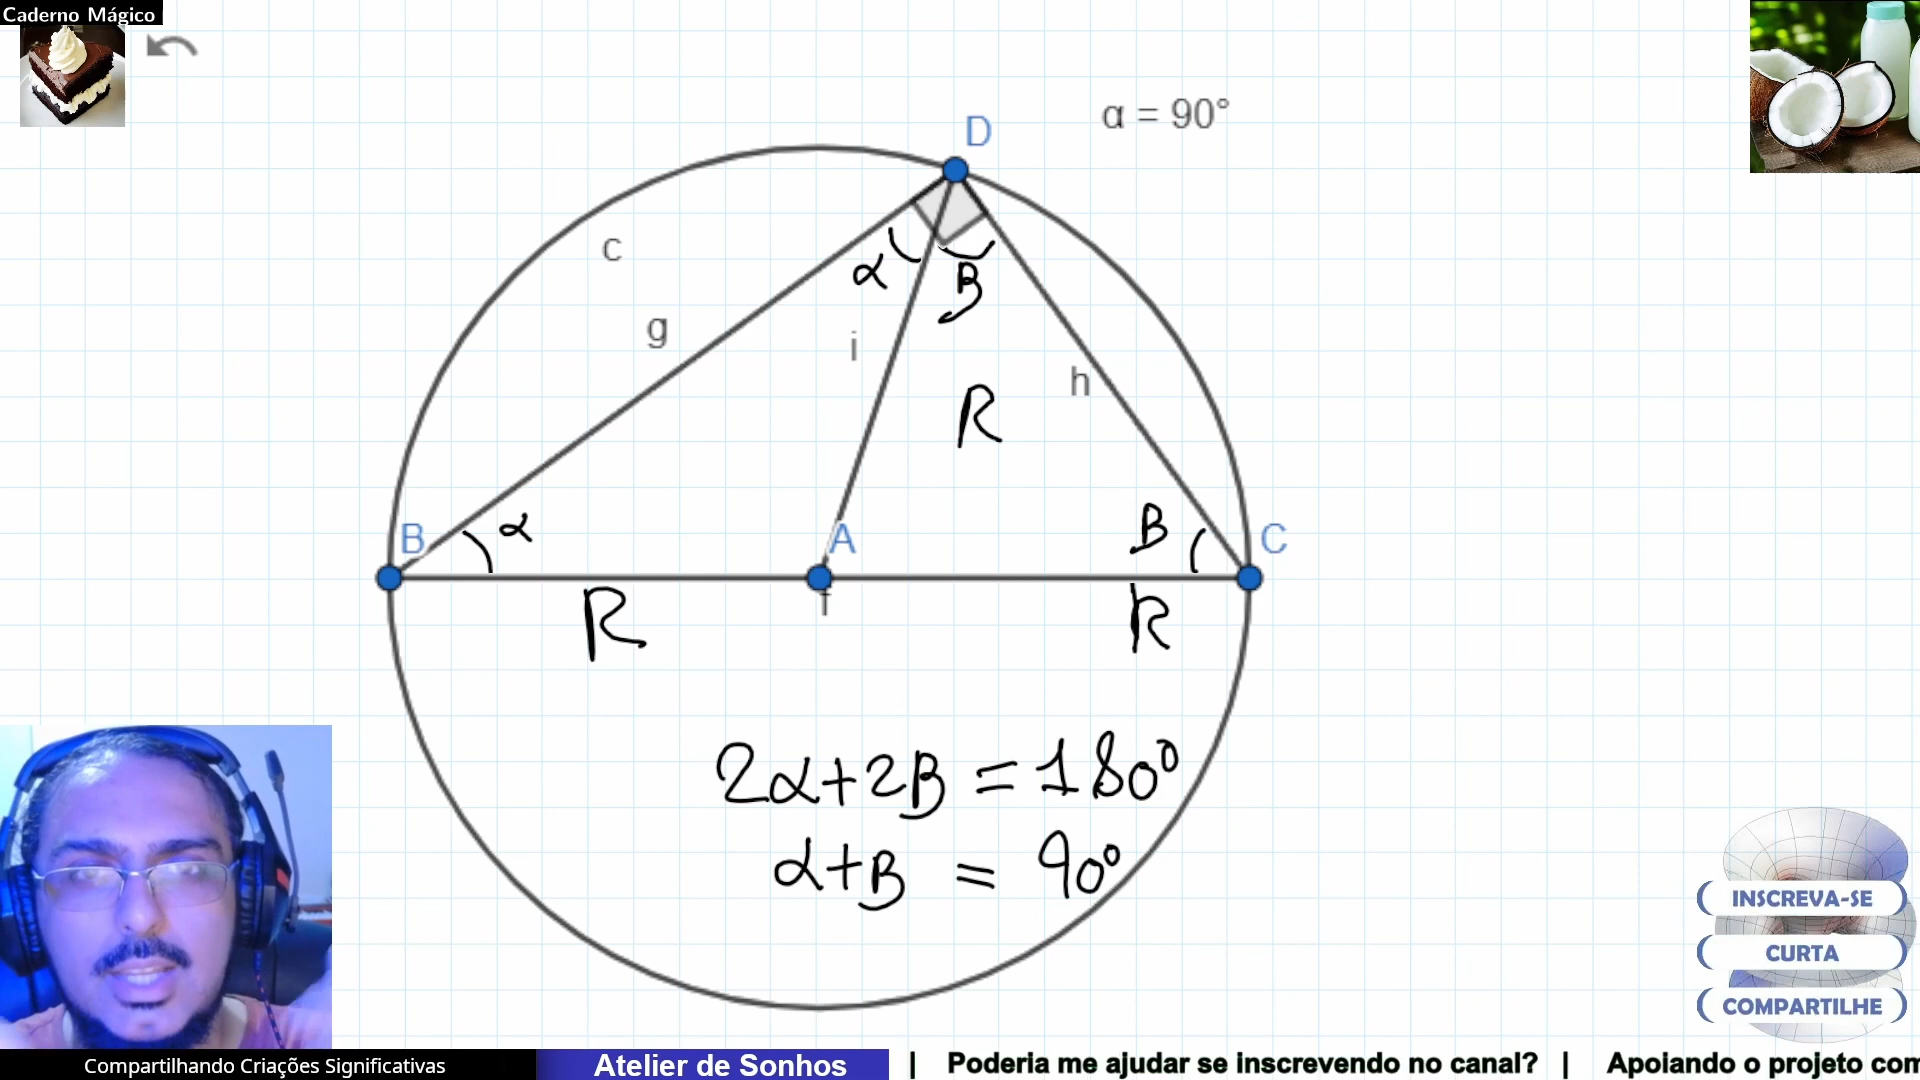 Caderno Mágico
α = 90°
D
c
α
B
g
i
h
R
B
α
A
B
C
f
R
R
2α+2B = 180°
α+B = 90°
INSCREVA-SE
CURTA
COMPARTILHE
Compartilhando Criações Significativas
Atelier de Sonhos
| Poderia me ajudar se inscrevendo no canal? | Apoiando o projeto com